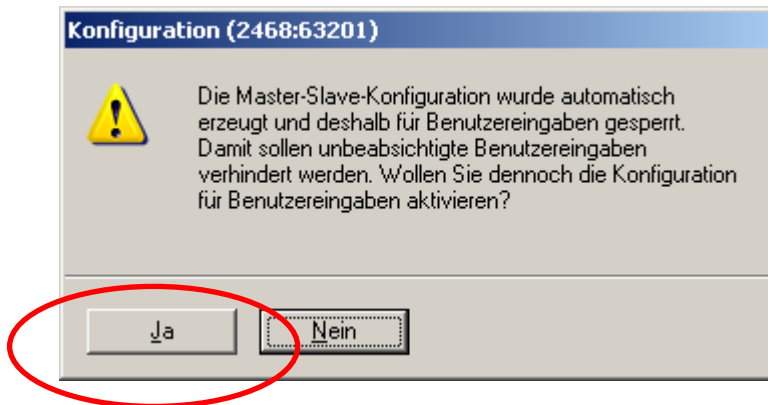 Konfiguration (2468:63201)
Die Master-Slave-Konfiguration wurde automatisch
erzeugt und deshalb für Benutzereingaben gesperrt.
Damit sollen unbeabsichtigte Benutzereingaben
verhindert werden. Wollen Sie dennoch die Konfiguration
für Benutzereingaben aktivieren?
Ja Nein